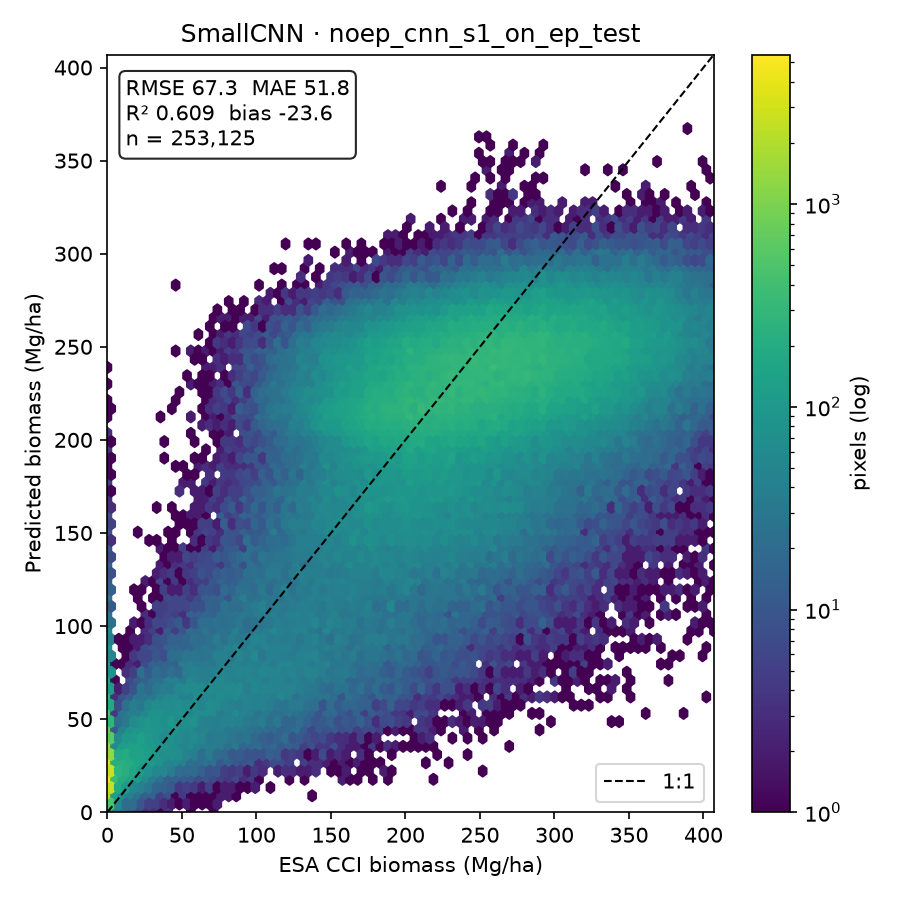 SmallCNN · noep_cnn_s1_on_ep_test
RMSE 67.3  MAE 51.8
R² 0.609  bias -23.6
n = 253,125
400
350
300
250
200
150
100
50
0
Predicted biomass (Mg/ha)
0 50 100 150 200 250 300 350 400
ESA CCI biomass (Mg/ha)
1:1
10³
10²
10¹
10⁰
pixels (log)